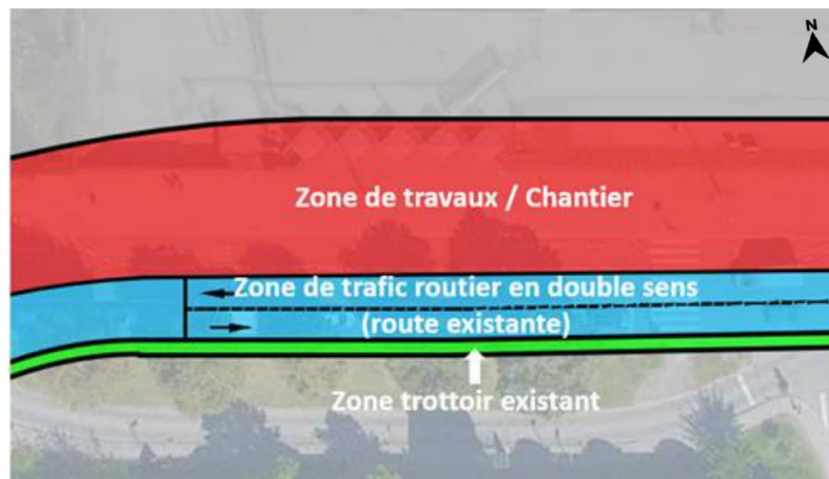 N
Zone de travaux / Chantier
Zone de trafic routier en double sens
(route existante)
Zone trottoir existant